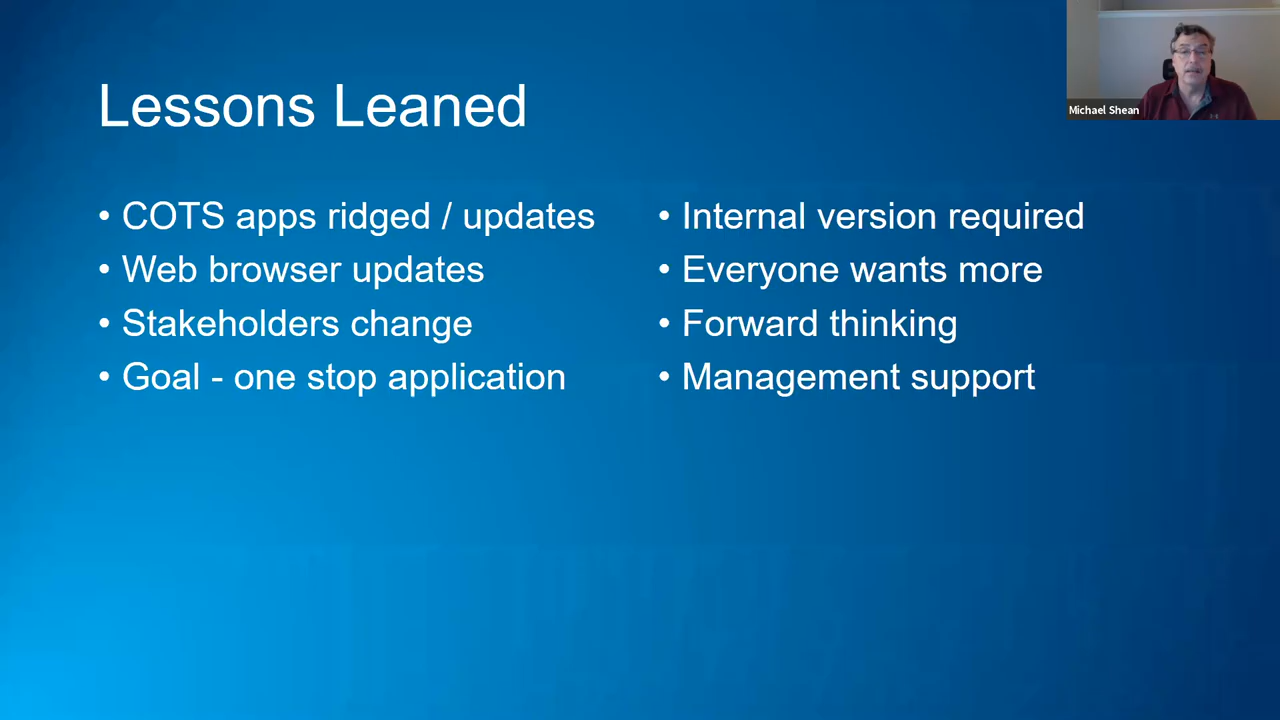 Lessons Leaned
• COTS apps ridged / updates
• Web browser updates
• Stakeholders change
• Goal - one stop application
• Internal version required
• Everyone wants more
• Forward thinking
• Management support
Michael Shean